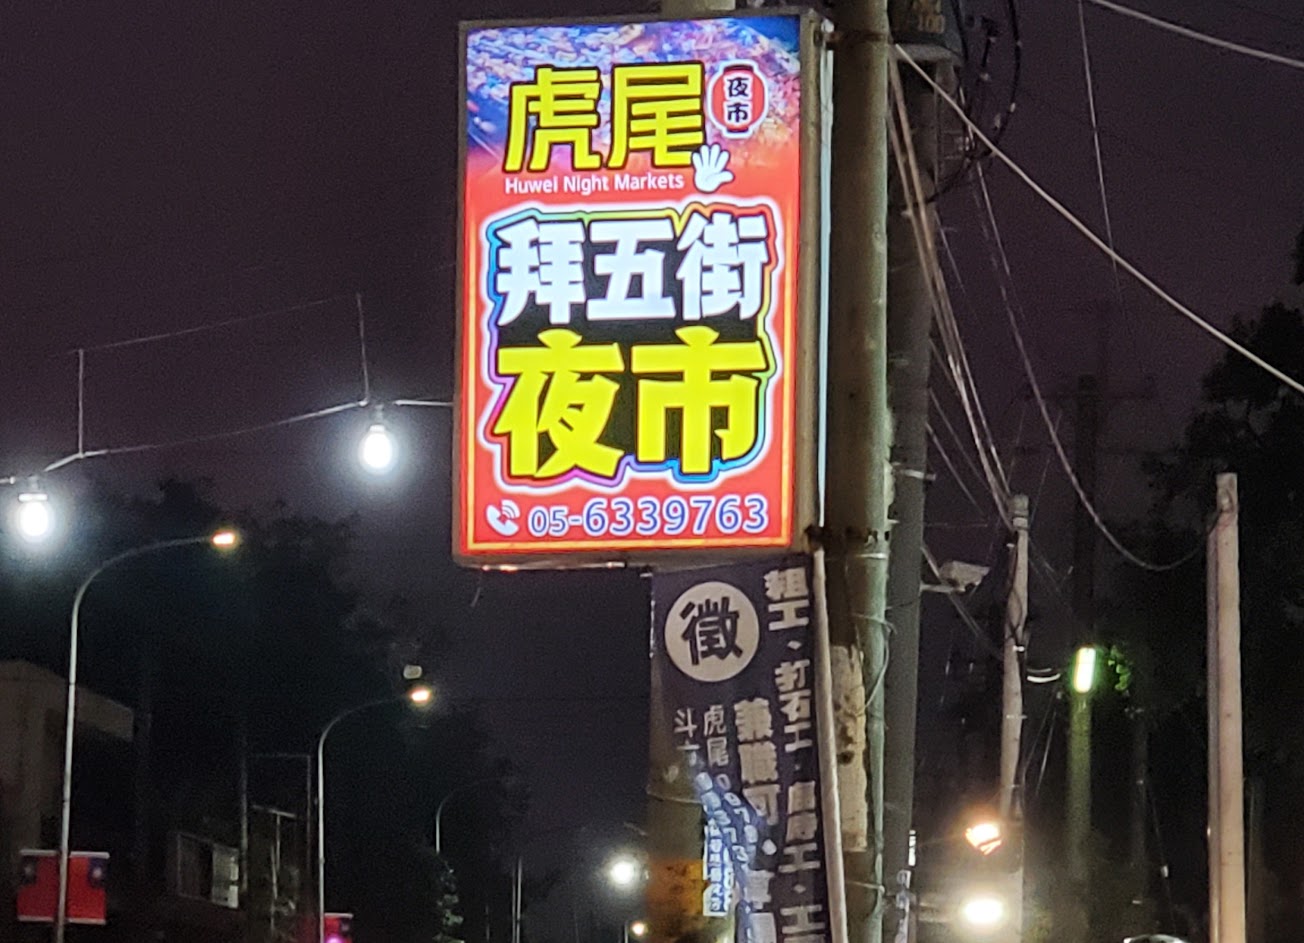 虎尾
夜市
Huwei Night Markets
拜五街
夜市
05-6339763
徵
粗工、打石工
兼職可
虎尾
斗